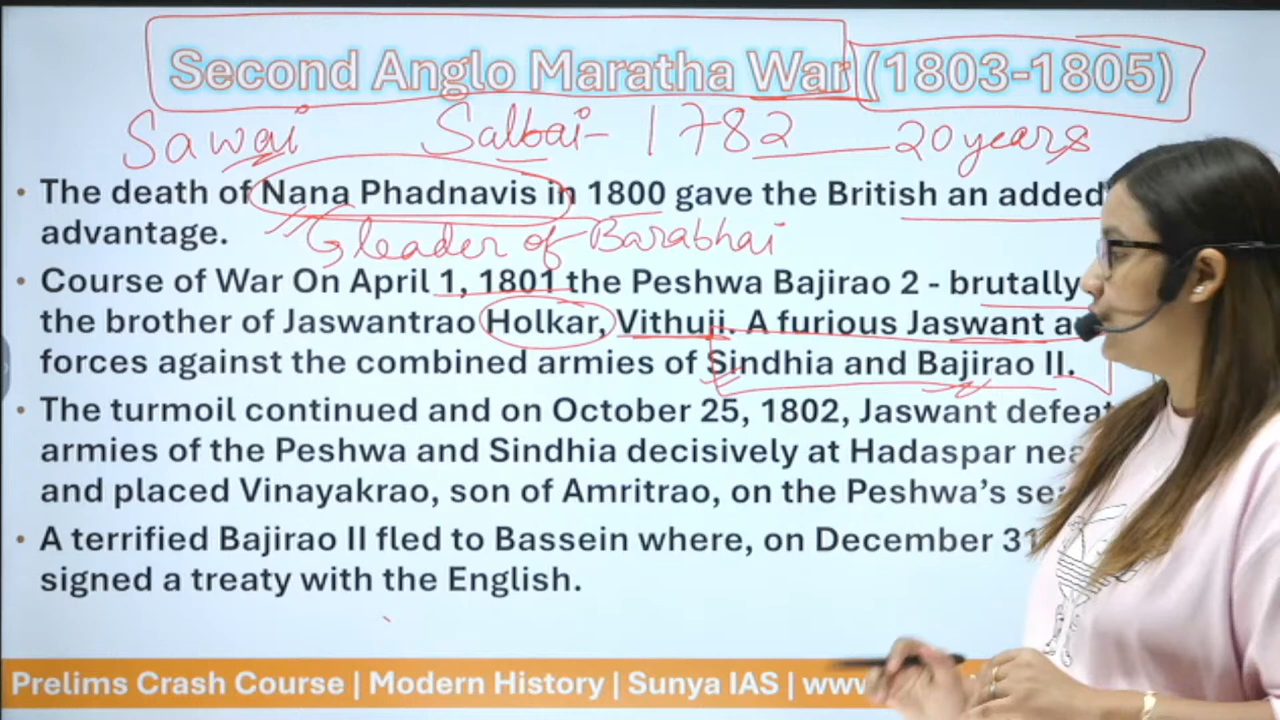 Second Anglo Maratha War (1803-1805)
Sawai Salbai- 1782 20 years
• The death of Nana Phadnavis in 1800 gave the British an added
advantage.
leader of Barabhai
• Course of War On April 1, 1801 the Peshwa Bajirao 2 - brutally
the brother of Jaswantrao Holkar, Vithuji. A furious Jaswant a
forces against the combined armies of Sindhia and Bajirao II.
• The turmoil continued and on October 25, 1802, Jaswant defeat
armies of the Peshwa and Sindhia decisively at Hadaspar nea
and placed Vinayakrao, son of Amritrao, on the Peshwa's sea
• A terrified Bajirao II fled to Bassein where, on December 31
signed a treaty with the English.
Prelims Crash Course | Modern History | Sunya IAS | www